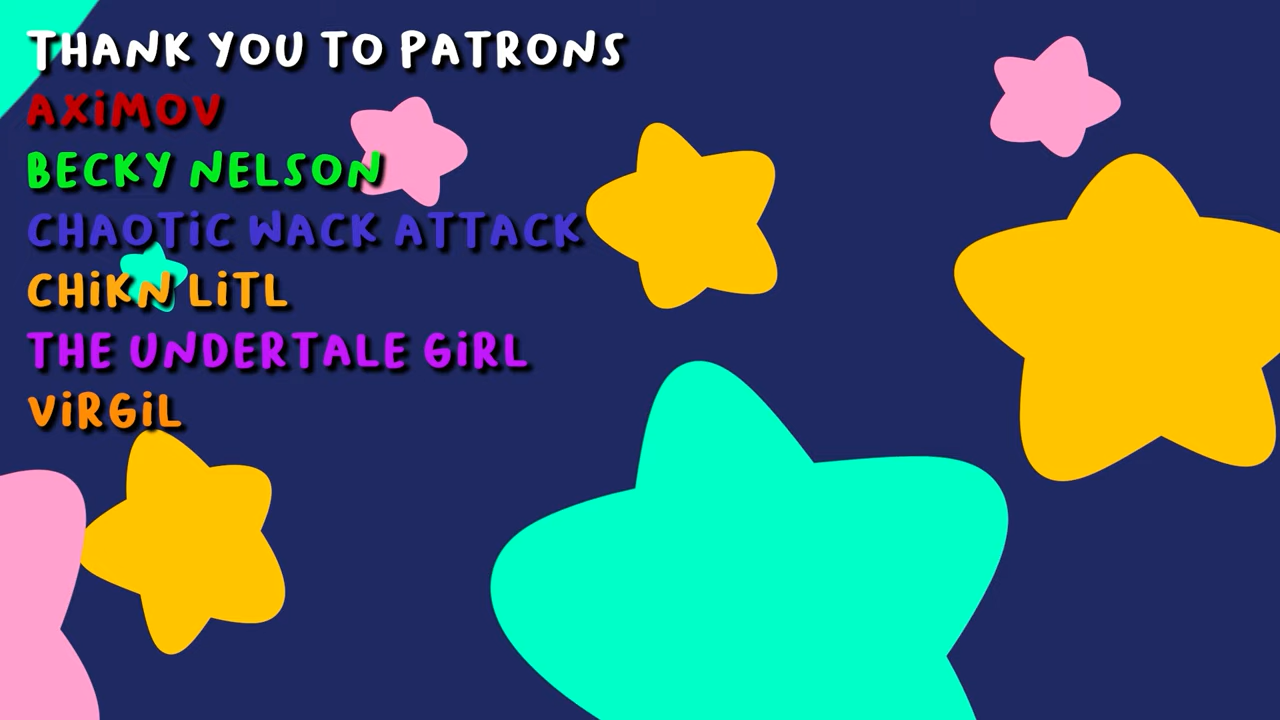 THANK YOU TO PATRONS
AXiMOV
BECKY NELSON
CHAOTiC WACK ATTACK
CHiKN LiTL
THE UNDERTALE GiRL
ViRGiL